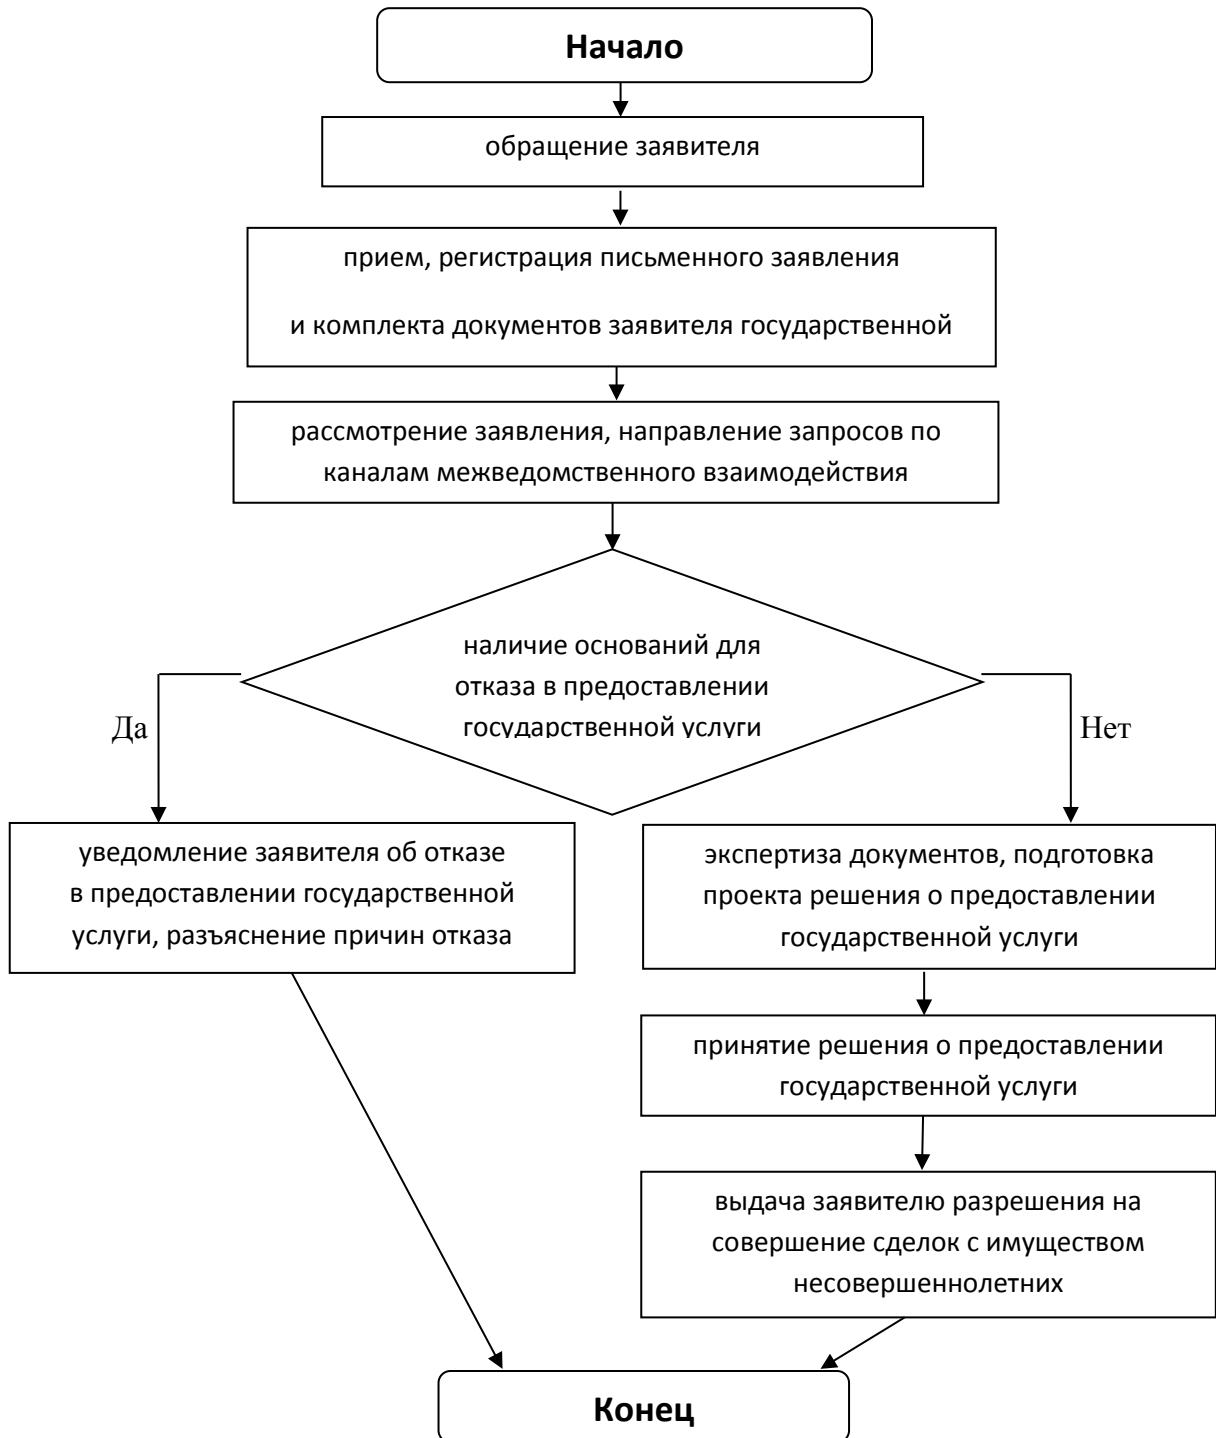 Начало
обращение заявителя
прием, регистрация письменного заявления
и комплекта документов заявителя государственной
рассмотрение заявления, направление запросов по
каналам межведомственного взаимодействия
наличие оснований для
отказа в предоставлении
государственной услуги
Да
Нет
уведомление заявителя об отказе
в предоставлении государственной
услуги, разъяснение причин отказа
экспертиза документов, подготовка
проекта решения о предоставлении
государственной услуги
принятие решения о предоставлении
государственной услуги
выдача заявителю разрешения на
совершение сделок с имуществом
несовершеннолетних
Конец